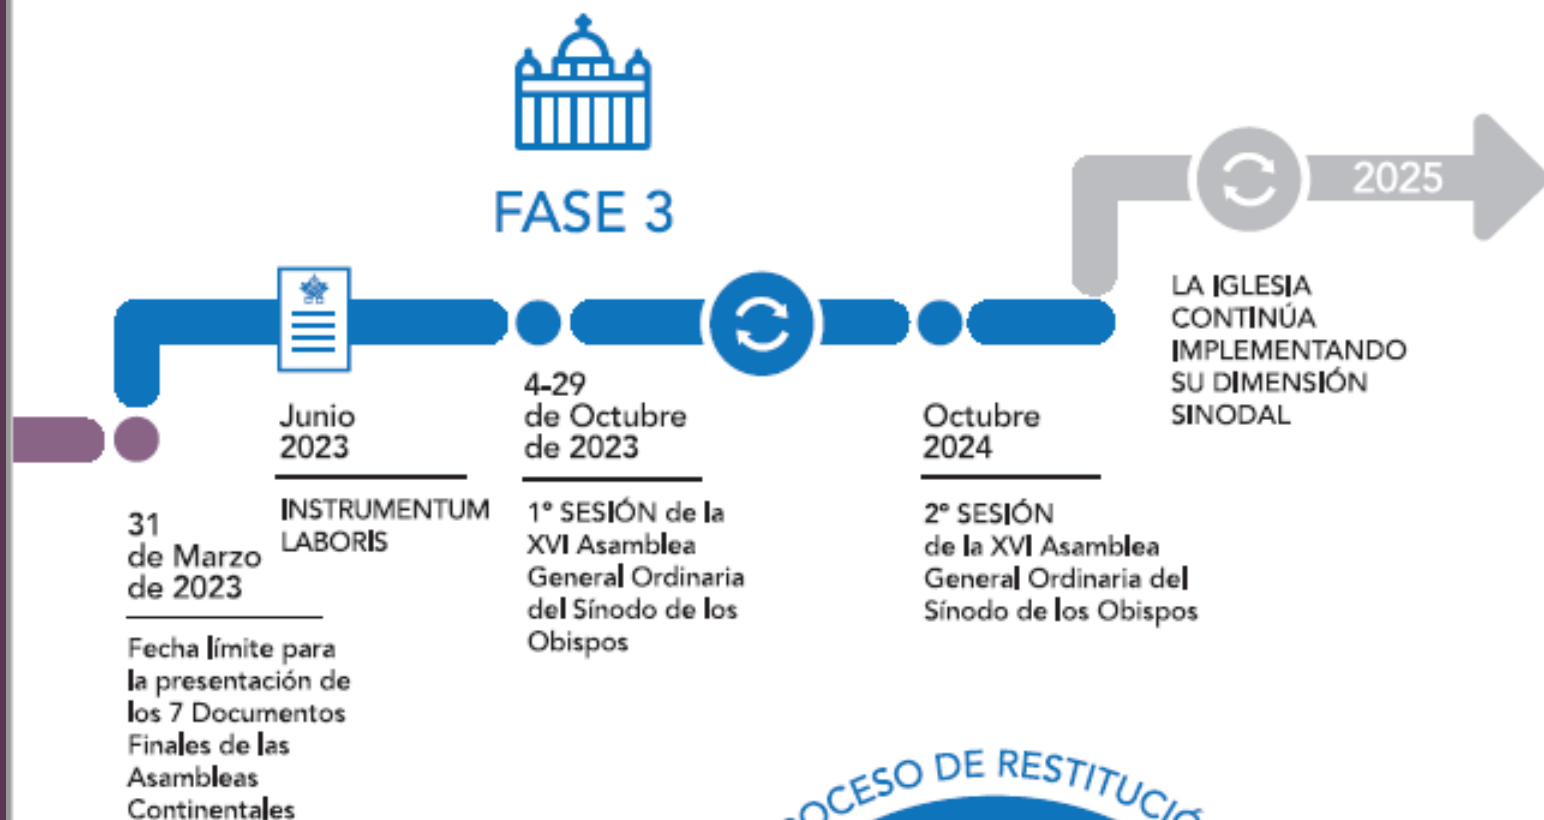 FASE 3
2025
LA IGLESIA
CONTINÚA
IMPLEMENTANDO
SU DIMENSIÓN
SINODAL
31
de Marzo
de 2023
Fecha límite para
la presentación de
los 7 Documentos
Finales de las
Asambleas
Continentales
Junio
2023
INSTRUMENTUM
LABORIS
4-29
de Octubre
de 2023
1º SESIÓN de la
XVI Asamblea
General Ordinaria
del Sínodo de los
Obispos
Octubre
2024
2º SESIÓN
de la XVI Asamblea
General Ordinaria del
Sínodo de los Obispos
DE